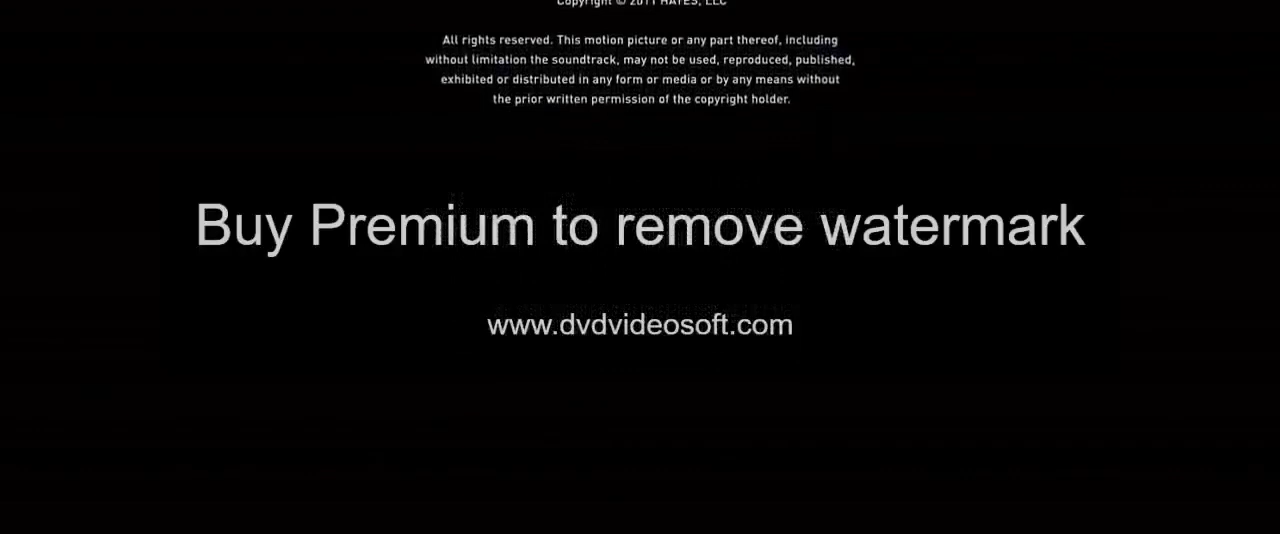 Copyright © 2011 HAYES, LLC
All rights reserved. This motion picture or any part thereof, including
without limitation the soundtrack, may not be used, reproduced, published,
exhibited or distributed in any form or media or by any means without
the prior written permission of the copyright holder.
Buy Premium to remove watermark
www.dvdvideosoft.com